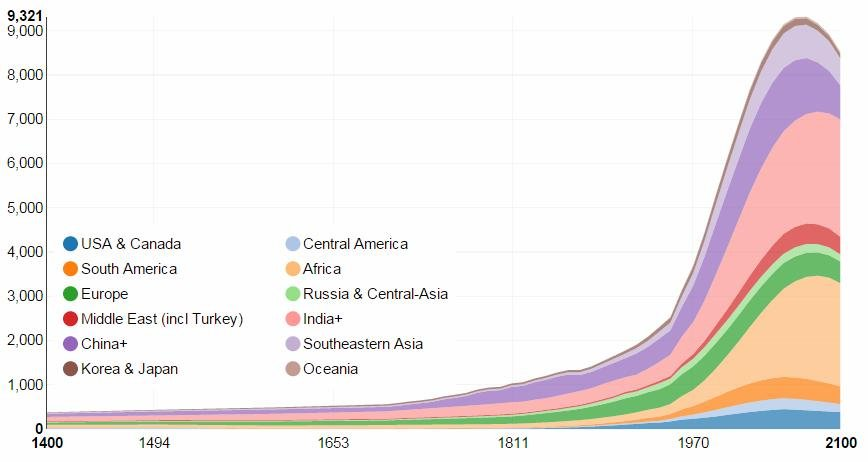 9,321
9,000
8,000
7,000
6,000
5,000
4,000
3,000
2,000
1,000
0
USA & Canada Central America
South America Africa
Europe Russia & Central-Asia
Middle East (incl Turkey) India+
China+ Southeastern Asia
Korea & Japan Oceania
1400 1494 1653 1811 1970 2100